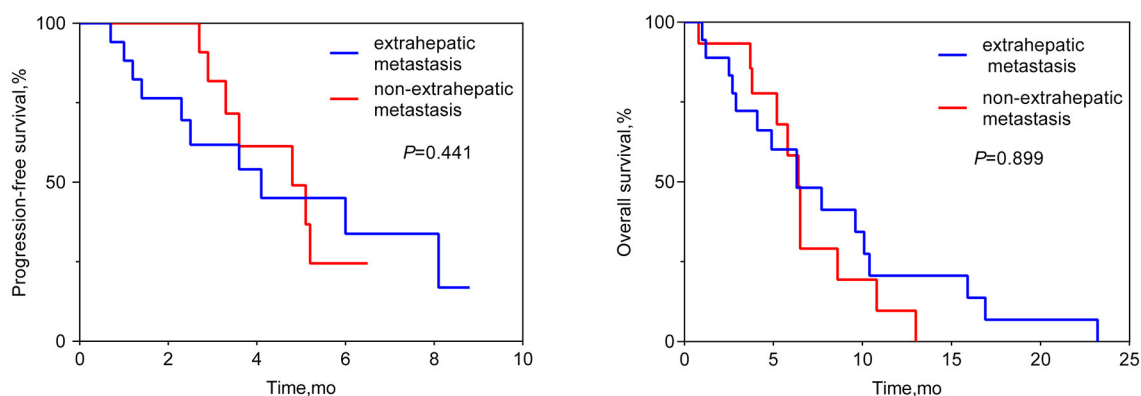 Progression-free survival,%
100
50
0
0 2 4 6 8 10
Time,mo
extrahepatic
metastasis
non-extrahepatic
metastasis
P=0.441
Overall survival,%
100
50
0
0 5 10 15 20 25
Time,mo
extrahepatic
metastasis
non-extrahepatic
metastasis
P=0.899